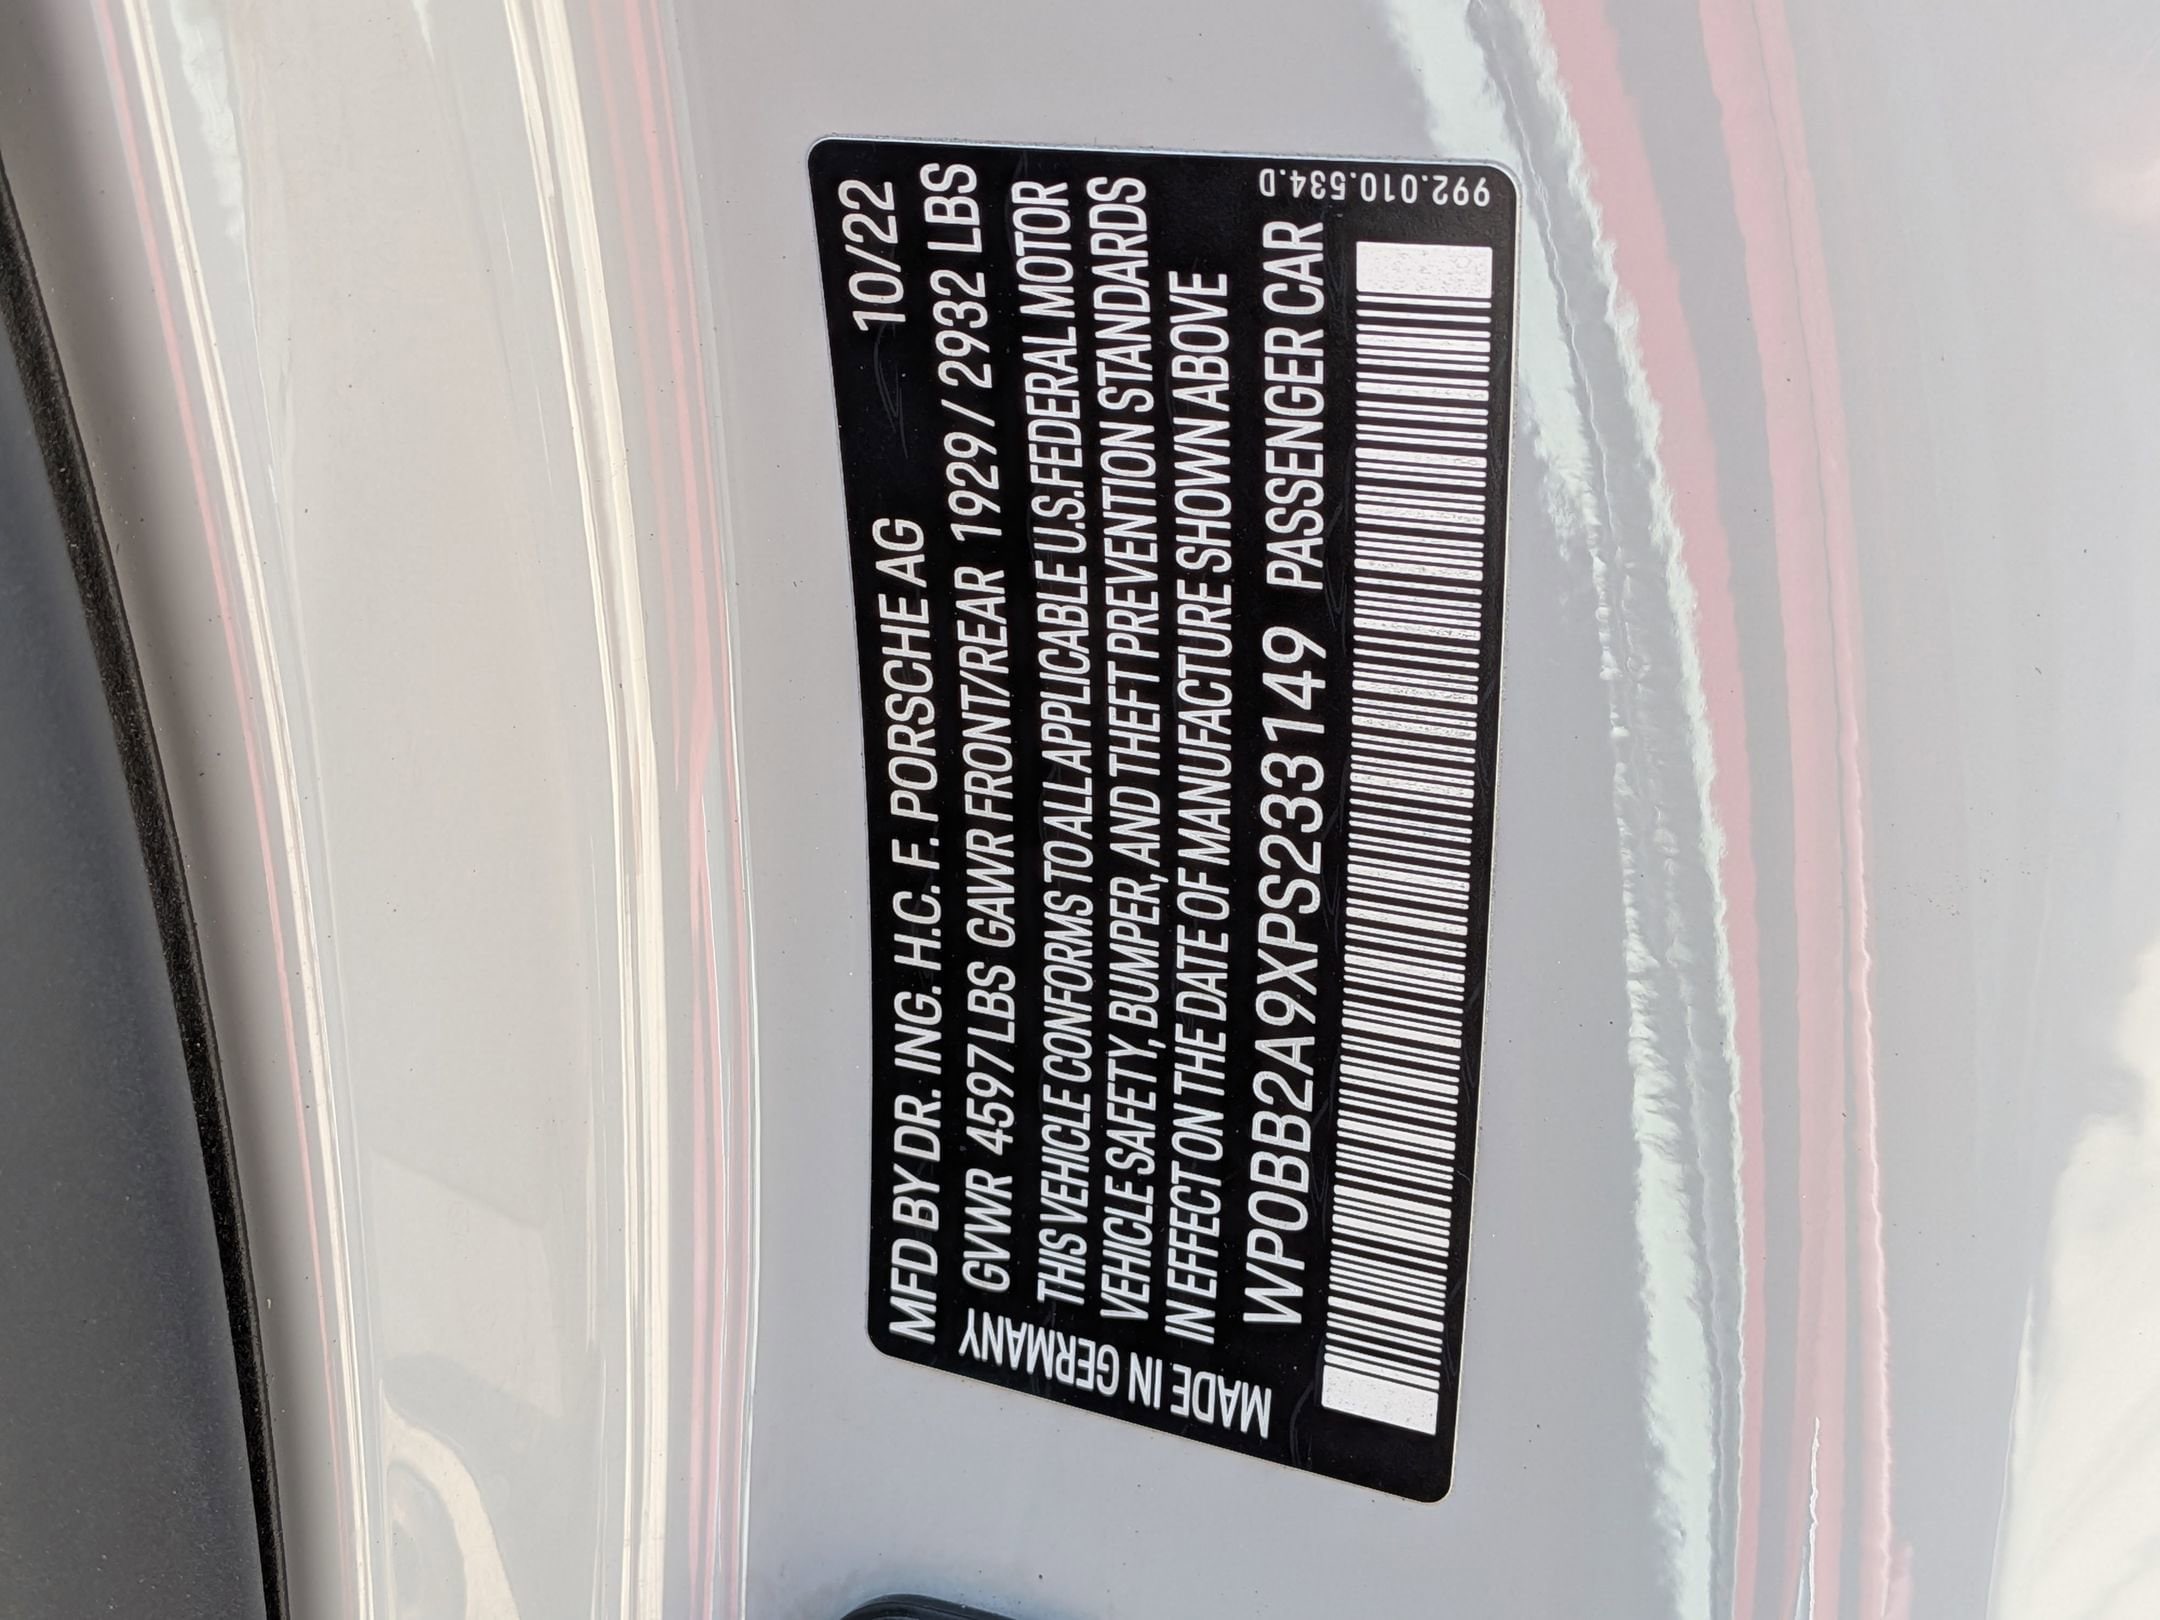 MFD BY DR. ING. H.C. F. PORSCHE AG 10/22
GVWR 4597 LBS GAWR FRONT/REAR 1929 / 2932 LBS
THIS VEHICLE CONFORMS TO ALL APPLICABLE U.S.FEDERAL MOTOR
VEHICLE SAFETY, BUMPER, AND THEFT PREVENTION STANDARDS
IN EFFECT ON THE DATE OF MANUFACTURE SHOWN ABOVE
WP0BB2A9XPS233149 PASSENGER CAR
MADE IN GERMANY
992.010.534.D